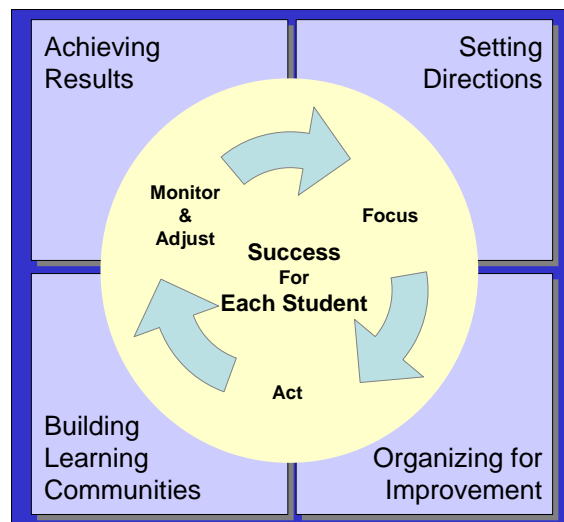 Achieving
Results
Setting
Directions
Monitor
&
Adjust
Focus
Success
For
Each Student
Act
Building
Learning
Communities
Organizing for
Improvement